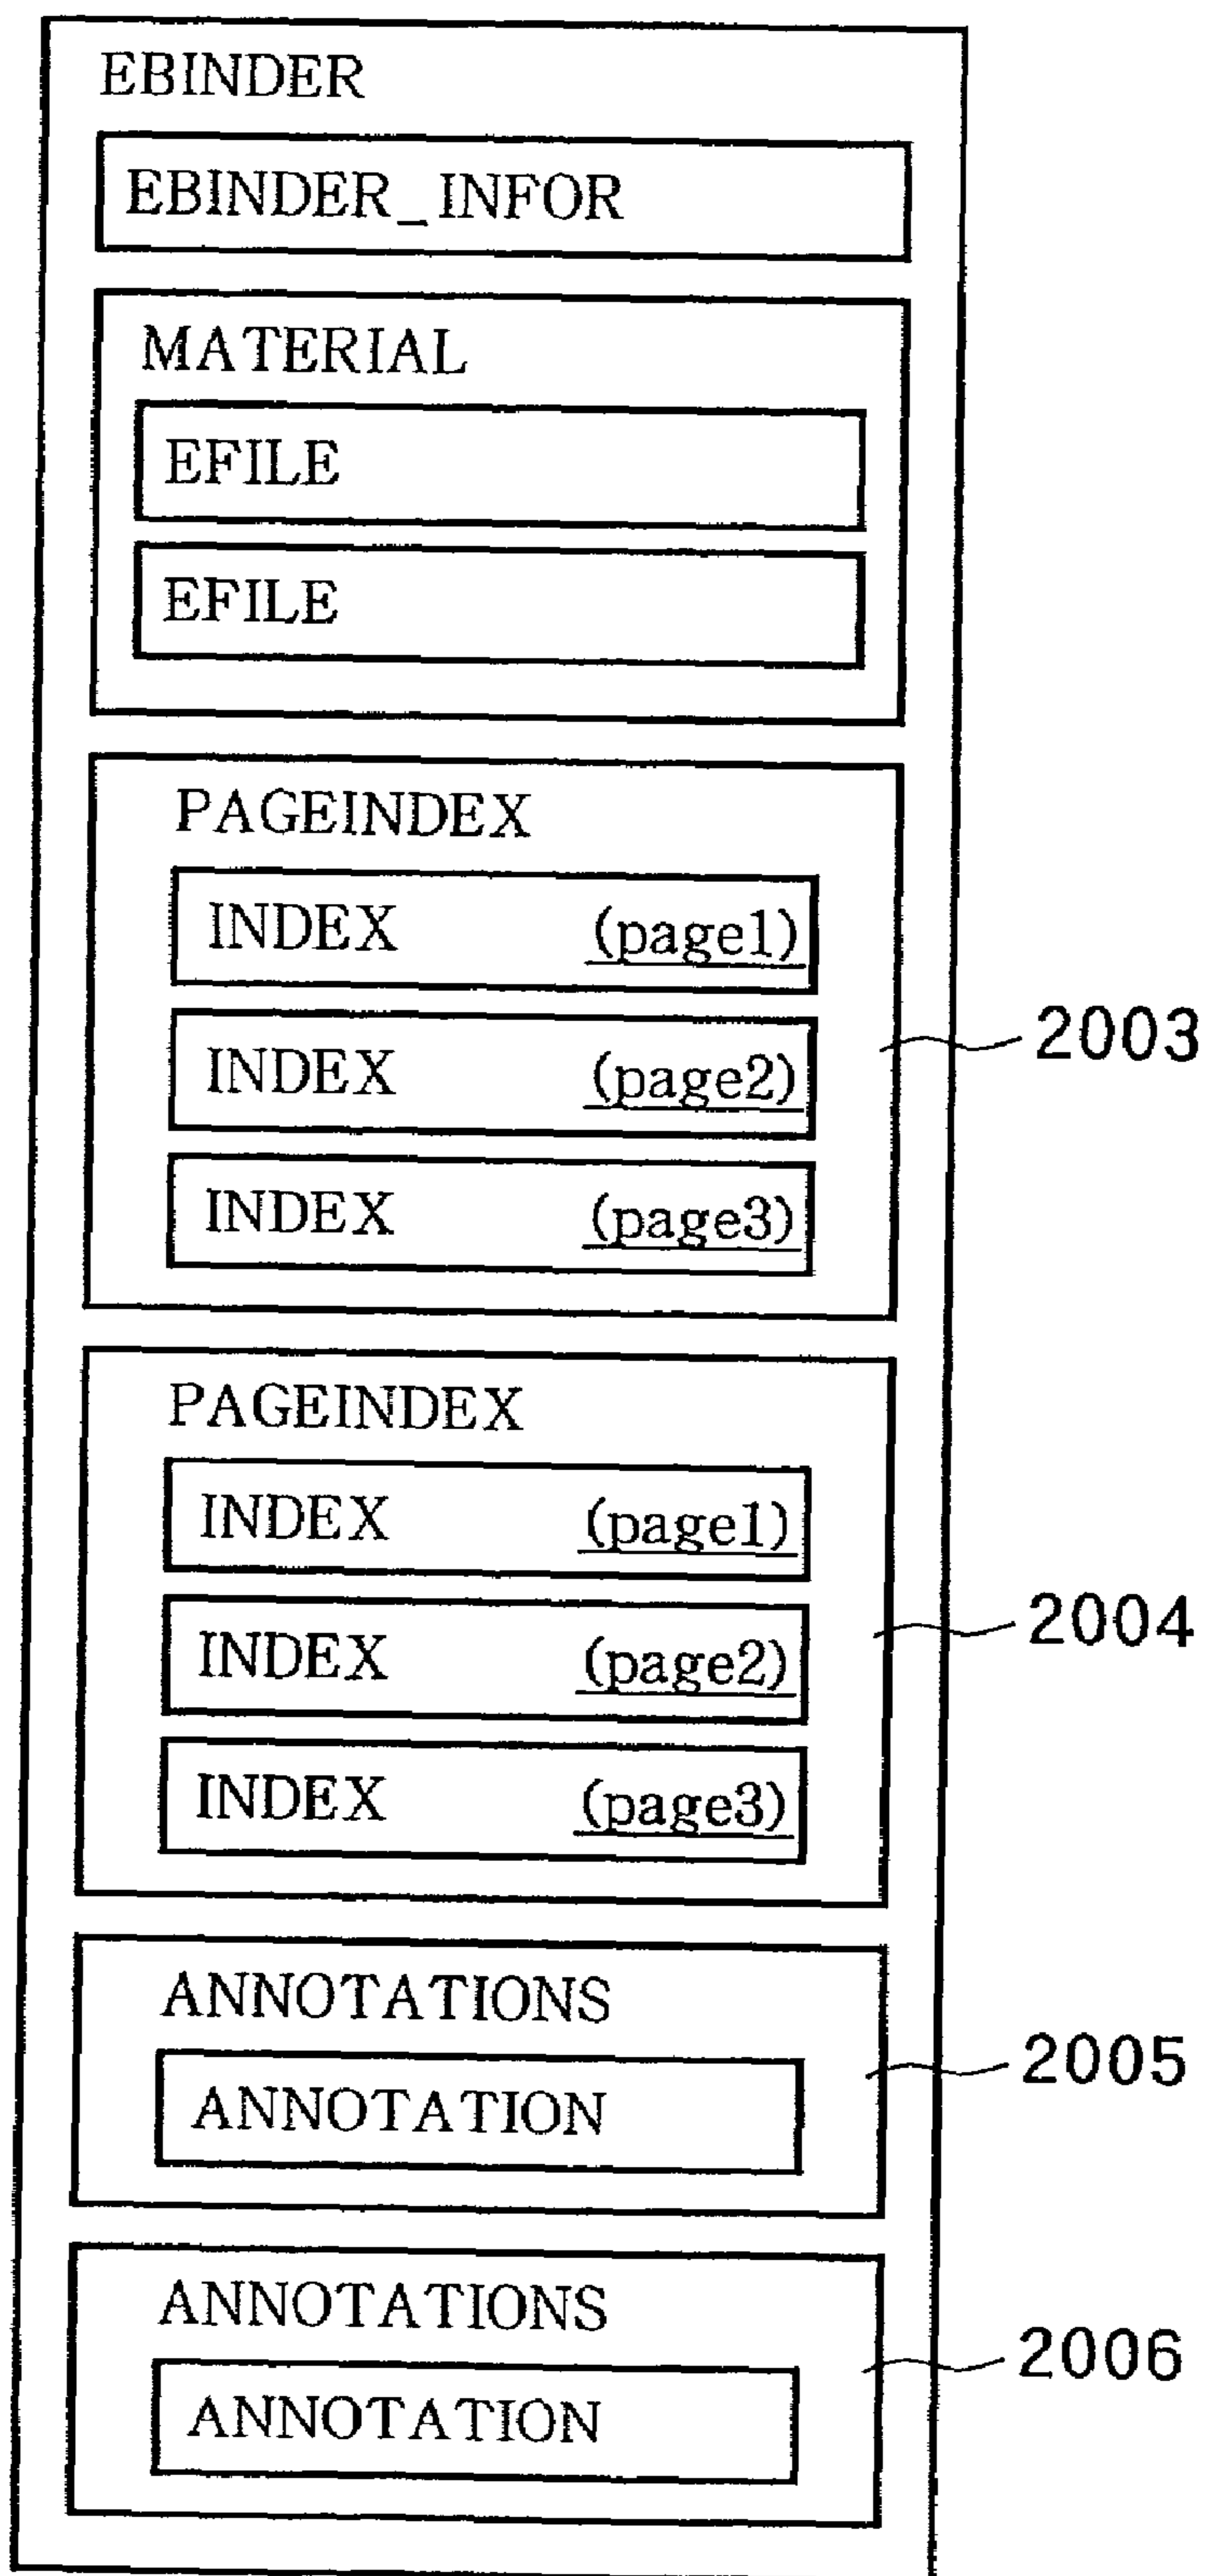 EBINDER
EBINDER_INFOR
MATERIAL
EFILE
EFILE
PAGEINDEX
INDEX (page1)
INDEX (page2)
2003
INDEX (page3)
PAGEINDEX
INDEX (page1)
INDEX (page2)
2004
INDEX (page3)
ANNOTATIONS
2005
ANNOTATION
ANNOTATIONS
2006
ANNOTATION